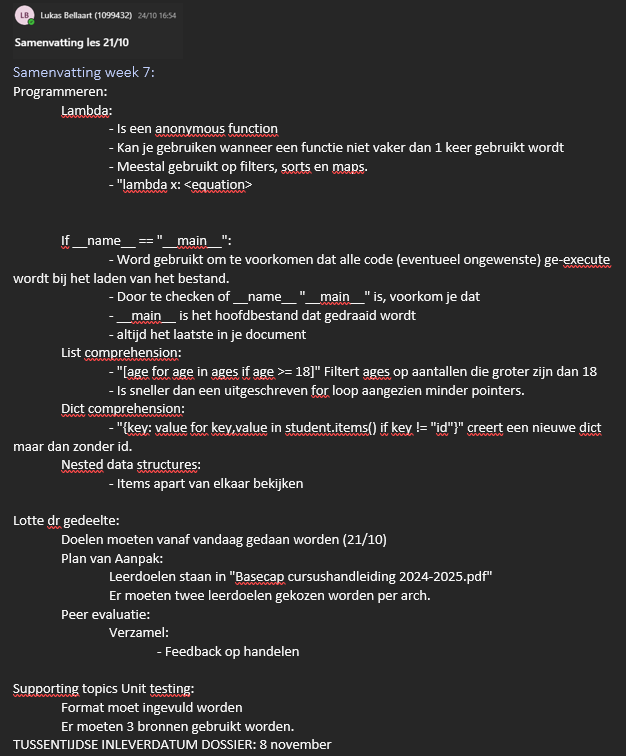 LB Lukas Bellaart (1099432) 24/10 16:54
Samenvatting les 21/10
Samenvatting week 7:
Programmeren:
Lambda:
- Is een anonymous function
- Kan je gebruiken wanneer een functie niet vaker dan 1 keer gebruikt wordt
- Meestal gebruikt op filters, sorts en maps.
- "lambda x: <equation>
If __name__ == "__main__":
- Word gebruikt om te voorkomen dat alle code (eventueel ongewenste) ge-execute
wordt bij het laden van het bestand.
- Door te checken of __name__ "__main__" is, voorkom je dat
- __main__ is het hoofdbestand dat gedraaid wordt
- altijd het laatste in je document
List comprehension:
- "[age for age in ages if age >= 18]" Filtert ages op aantallen die groter zijn dan 18
- Is sneller dan een uitgeschreven for loop aangezien minder pointers.
Dict comprehension:
- "{key: value for key,value in student.items() if key != "id"}" creert een nieuwe dict
maar dan zonder id.
Nested data structures:
- Items apart van elkaar bekijken
Lotte dr gedeelte:
Doelen moeten vanaf vandaag gedaan worden (21/10)
Plan van Aanpak:
Leerdoelen staan in "Basecap cursushandleiding 2024-2025.pdf"
Er moeten twee leerdoelen gekozen worden per arch.
Peer evaluatie:
Verzamel:
- Feedback op handelen
Supporting topics Unit testing:
Format moet ingevuld worden
Er moeten 3 bronnen gebruikt worden.
TUSSENTIJDSE INLEVERDATUM DOSSIER: 8 november